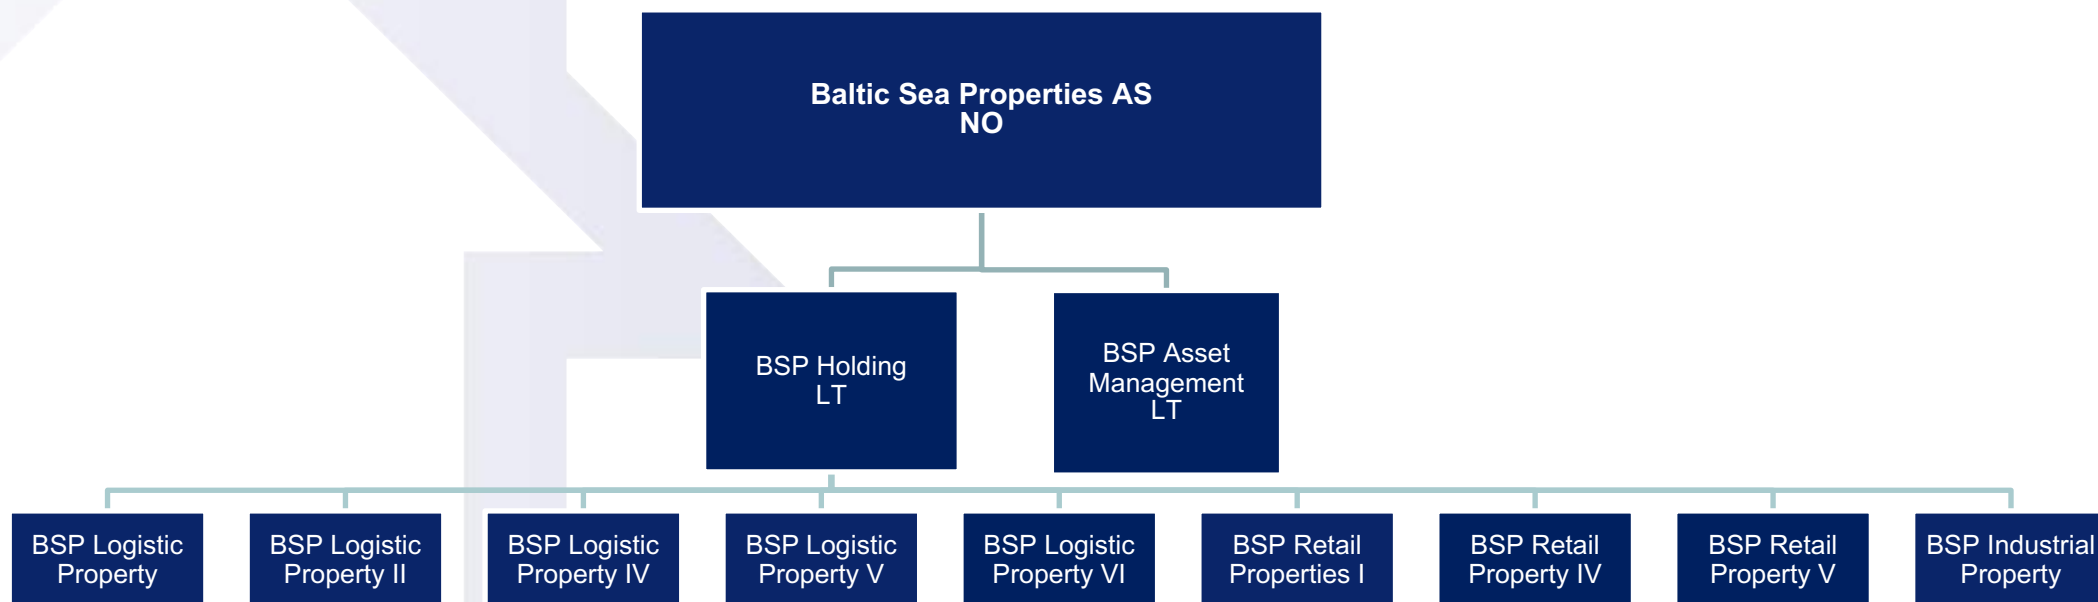 Baltic Sea Properties AS
NO
BSP Holding
LT
BSP Asset
Management
LT
BSP Logistic
Property
BSP Logistic
Property II
BSP Logistic
Property IV
BSP Logistic
Property V
BSP Logistic
Property VI
BSP Retail
Properties I
BSP Retail
Property IV
BSP Retail
Property V
BSP Industrial
Property